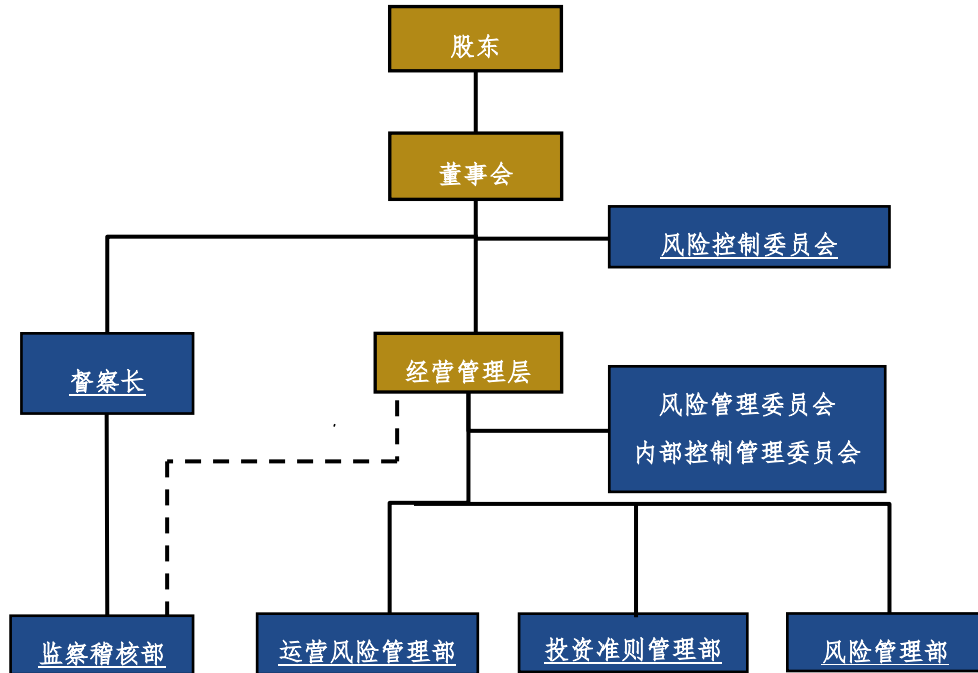 股东
董事会
风险控制委员会
督察长
经营管理层
风险管理委员会
内部控制管理委员会
监察稽核部
运营风险管理部
投资准则管理部
风险管理部